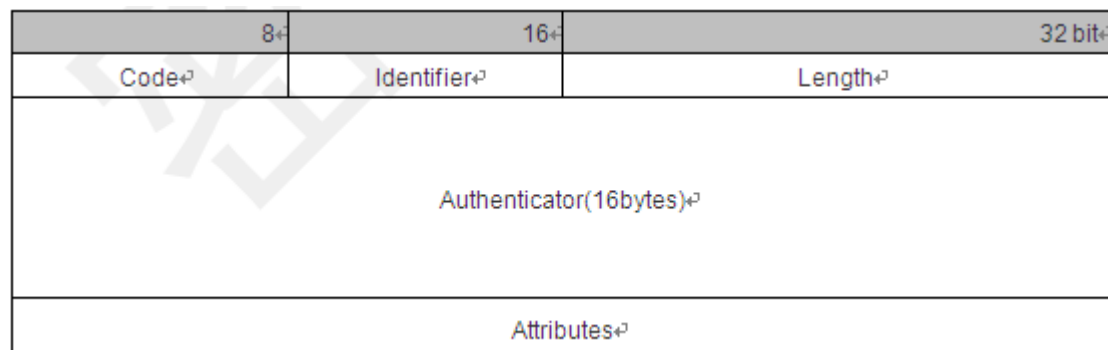 8 16 32 bit
Code Identifier Length
Authenticator(16bytes)
Attributes